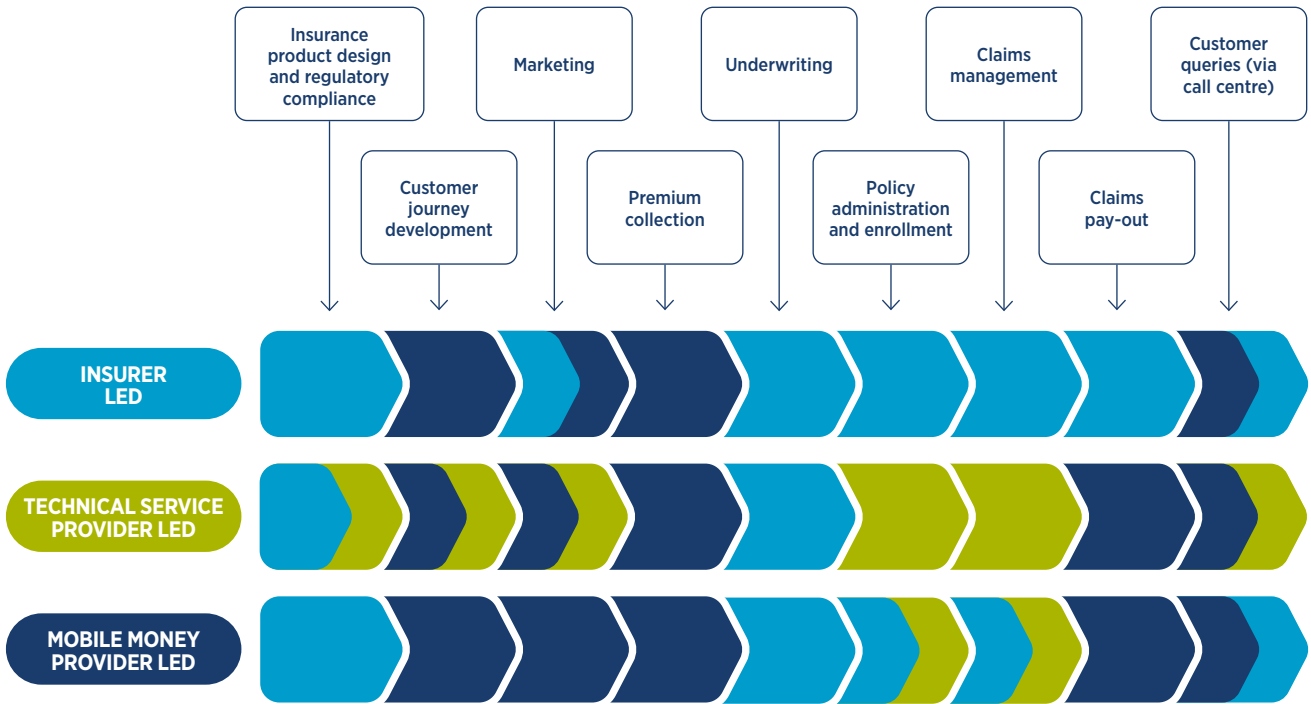 Insurance
product design
and regulatory
compliance
Marketing
Underwriting
Claims
management
Customer
queries (via
call centre)
Customer
journey
development
Premium
collection
Policy
administration
and enrollment
Claims
pay-out
INSURER
LED
TECHNICAL SERVICE
PROVIDER LED
MOBILE MONEY
PROVIDER LED